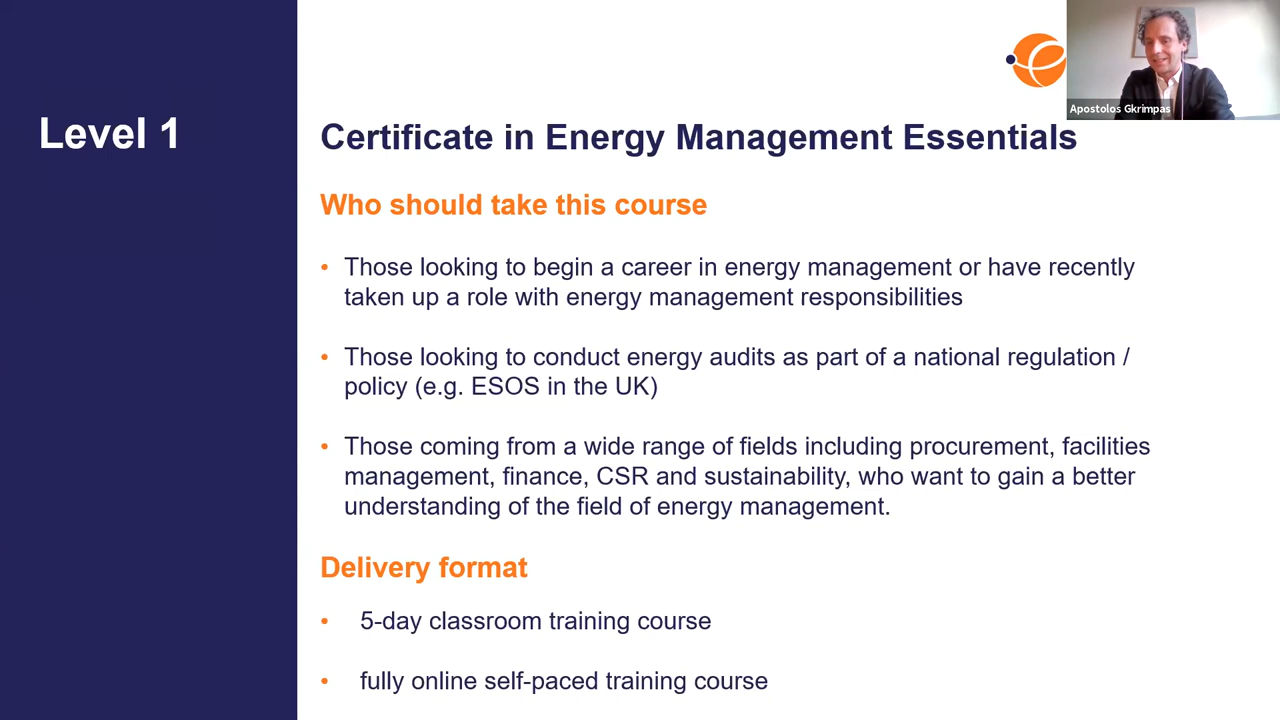 Apostolos Gkrimpas
Level 1
Certificate in Energy Management Essentials
Who should take this course
• Those looking to begin a career in energy management or have recently
taken up a role with energy management responsibilities
• Those looking to conduct energy audits as part of a national regulation /
policy (e.g. ESOS in the UK)
• Those coming from a wide range of fields including procurement, facilities
management, finance, CSR and sustainability, who want to gain a better
understanding of the field of energy management.
Delivery format
• 5-day classroom training course
• fully online self-paced training course